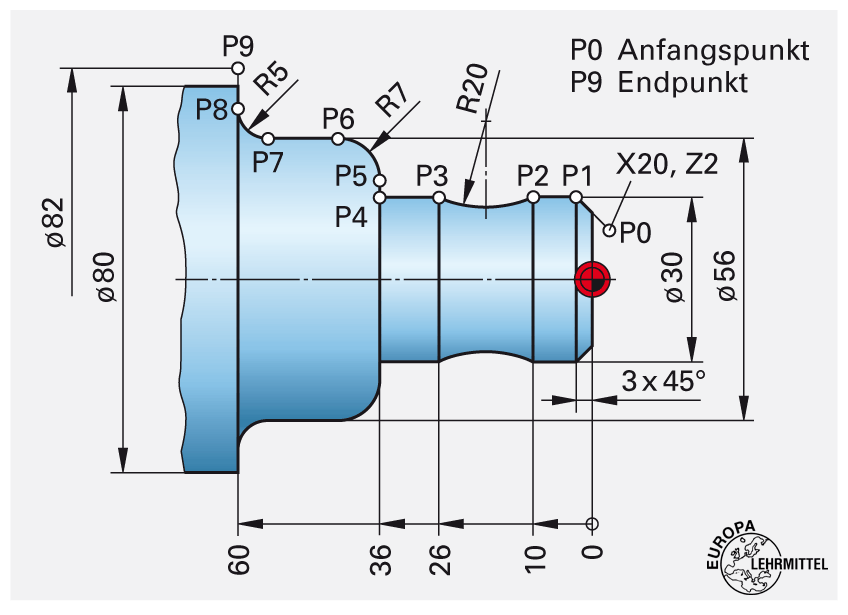 P9
P0 Anfangspunkt
P9 Endpunkt
R5
R7
R20
P8
P6
P7
P5
P3
P2
P1
X20, Z2
P4
P0
ø82
ø80
ø30
ø56
3 x 45°
60
36
26
10
0
EUROPA
LEHRMITTEL